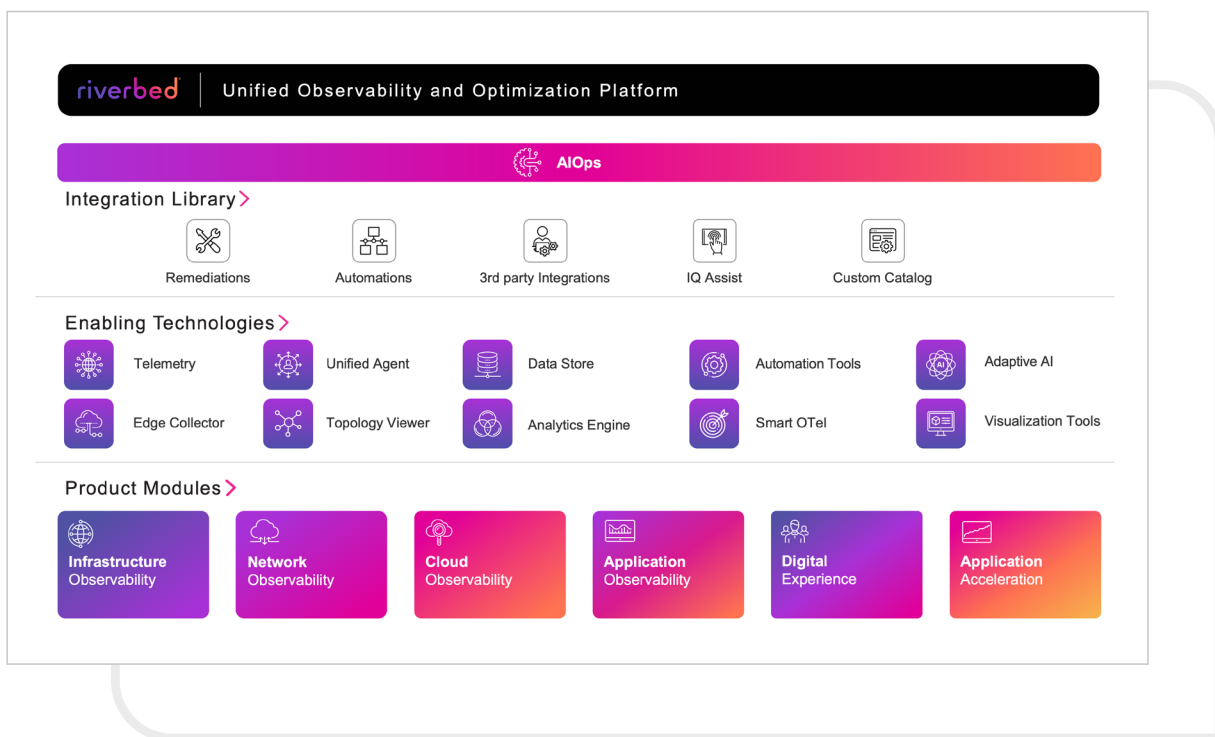 riverbed
Unified Observability and Optimization Platform
AIOps
Integration Library
Remediations
Automations
3rd party Integrations
IQ Assist
Custom Catalog
Enabling Technologies
Telemetry
Unified Agent
Data Store
Automation Tools
AI
Adaptive AI
Edge Collector
Topology Viewer
Analytics Engine
Smart OTel
Visualization Tools
Product Modules
Infrastructure
Observability
Network
Observability
Cloud
Observability
Application
Observability
Digital
Experience
Application
Acceleration